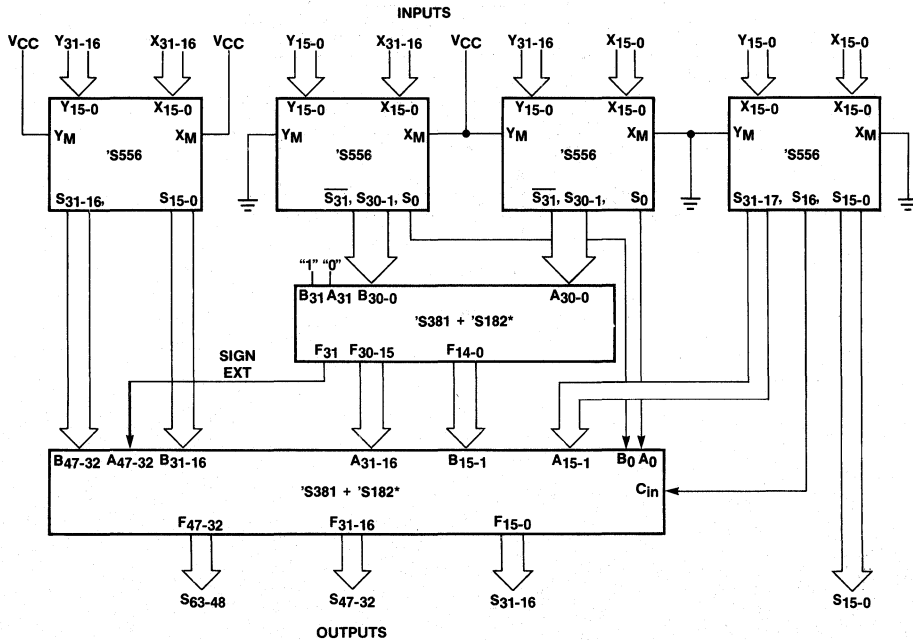 INPUTS
VCC Y31-16 X31-16 VCC Y15-0 X31-16 VCC Y31-16 X15-0 Y15-0 X15-0
Y15-0 X15-0 Y15-0 X15-0 Y15-0 X15-0 X15-0 X15-0
YM XM YM XM YM XM YM XM
'S556 'S556 'S556 'S556
S31-16, S15-0 S31, S30-1, S0 S31, S30-1, S0 S31-17, S16, S15-0
"1" "0"
B31 A31 B30-0 A30-0
'S381 + 'S182*
F31 F30-15 F14-0
SIGN
EXT
B47-32 A47-32 B31-16 A31-16 B15-1 A15-1 B0 A0
'S381 + 'S182*
Cin
F47-32 F31-16 F15-0
S63-48 S47-32 S31-16 S15-0
OUTPUTS